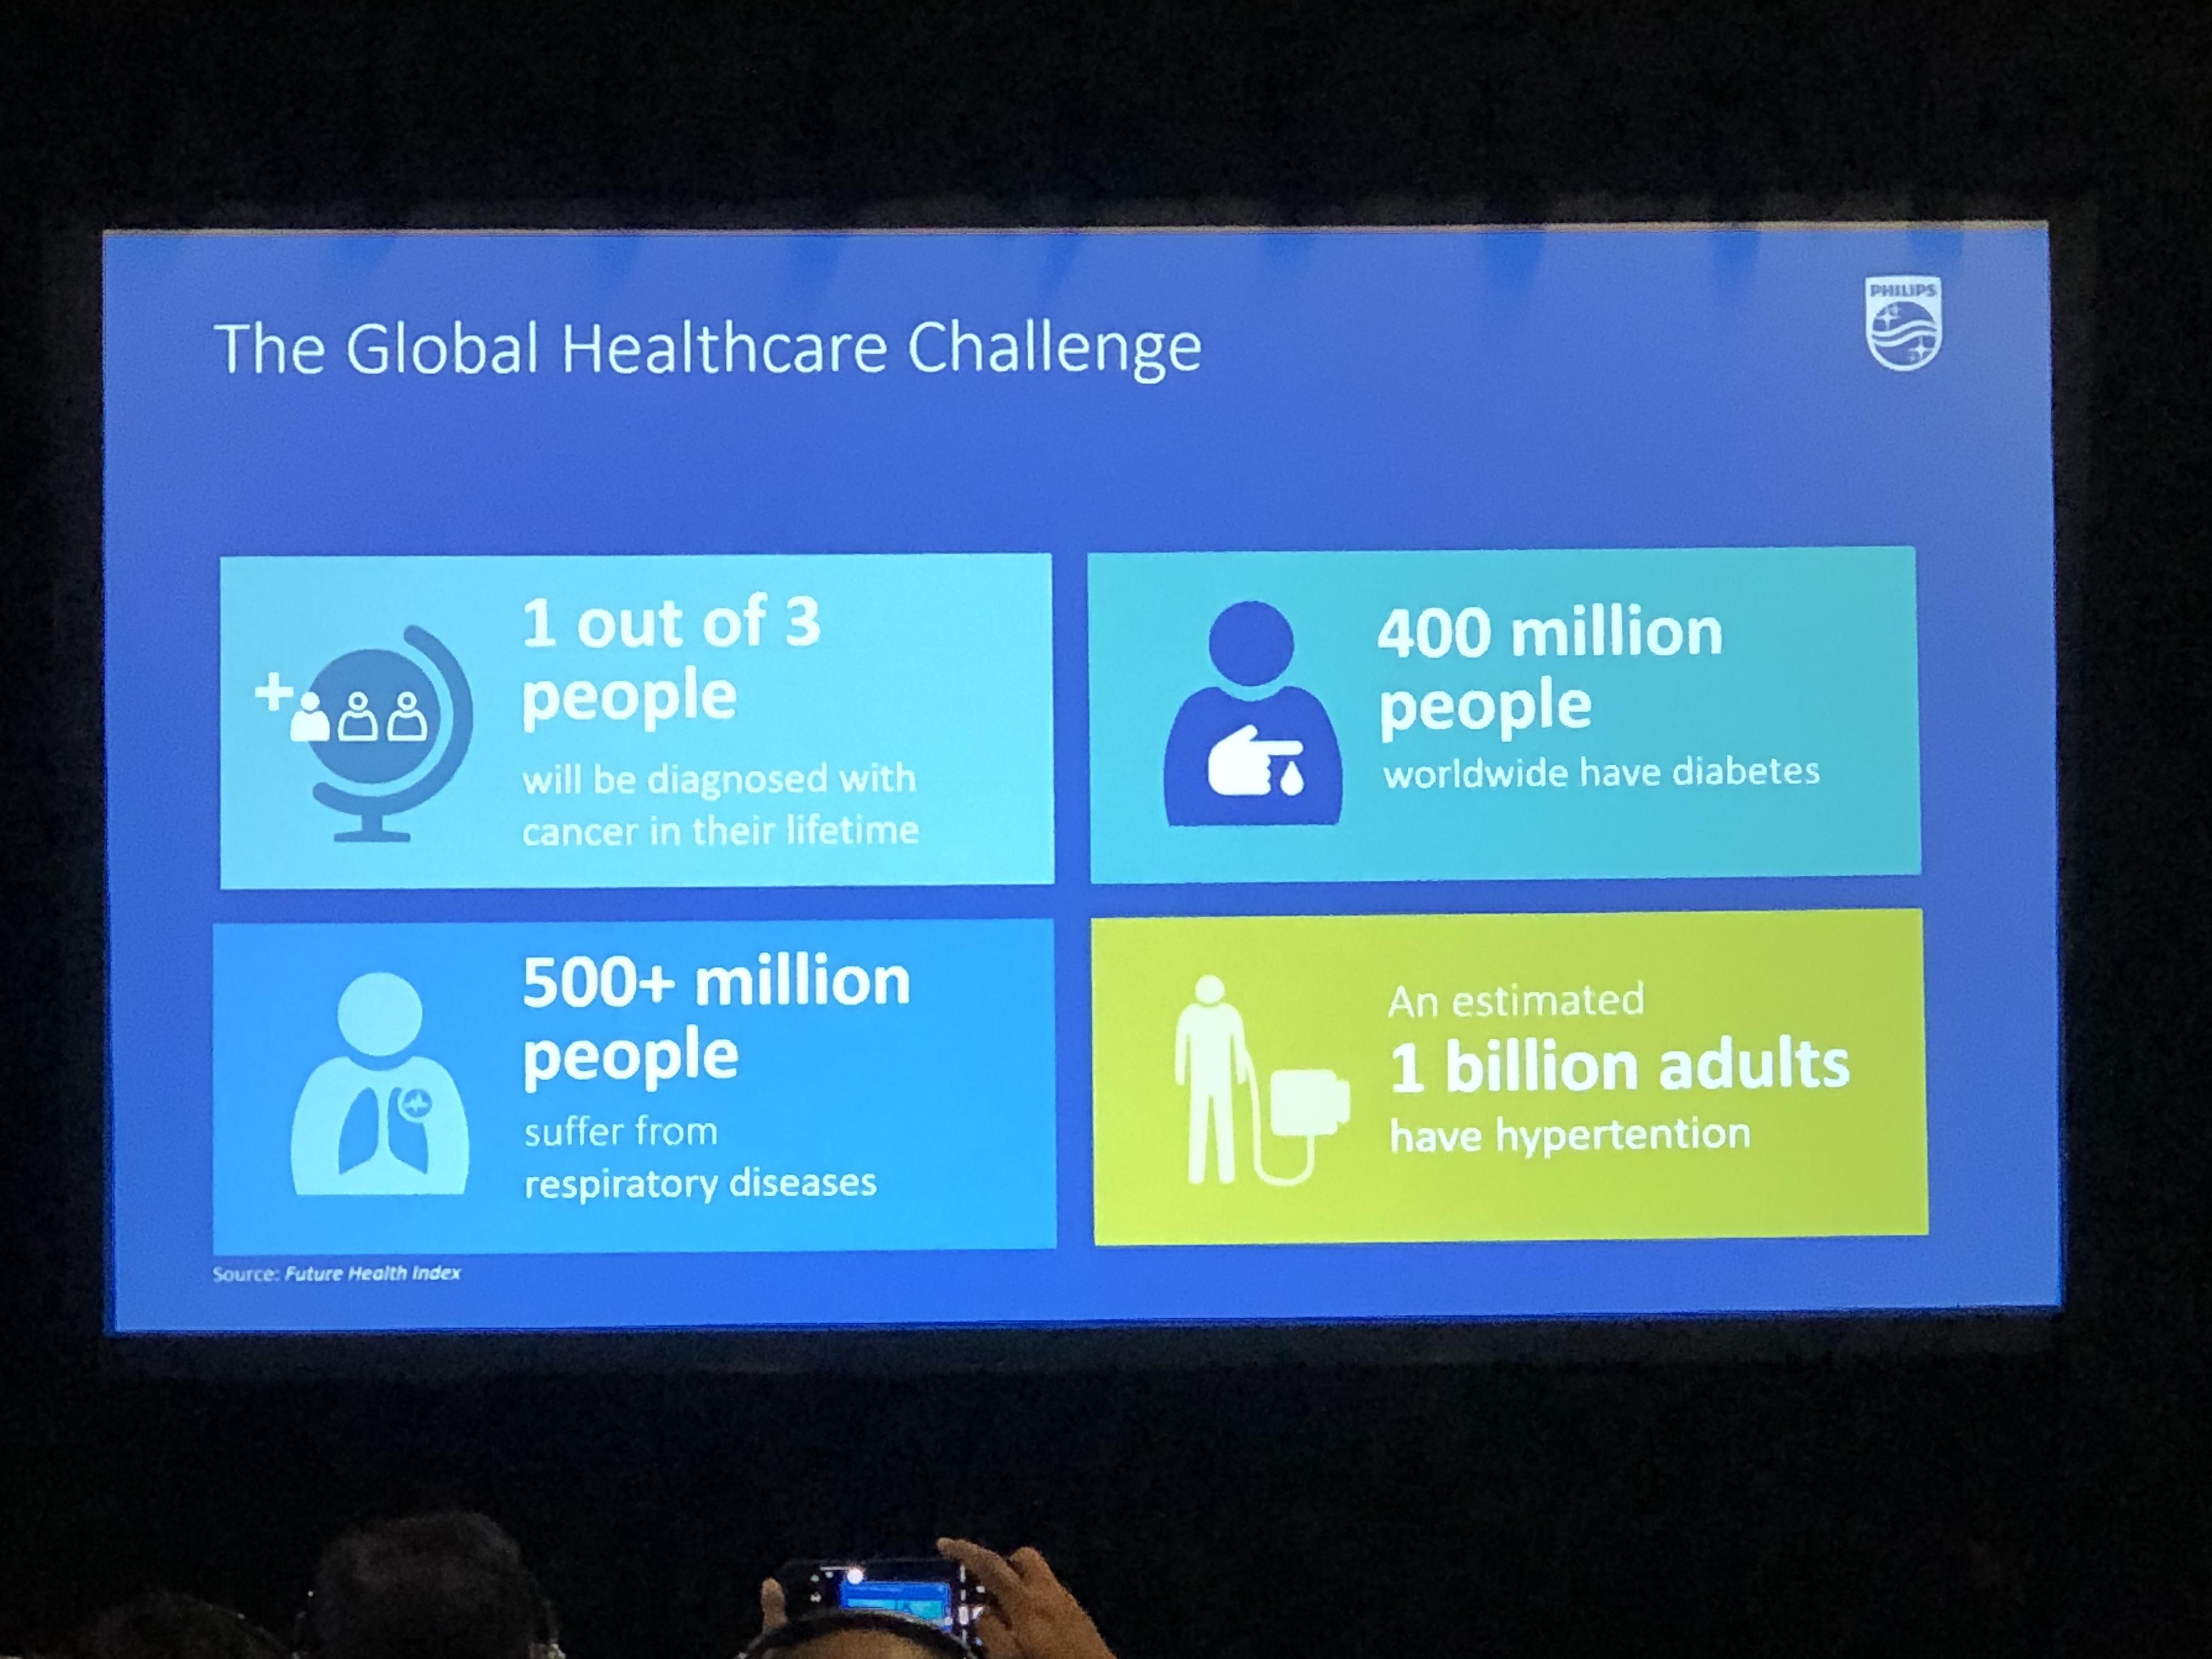 The Global Healthcare Challenge
PHILIPS
1 out of 3
people
will be diagnosed with
cancer in their lifetime
400 million
people
worldwide have diabetes
500+ million
people
suffer from
respiratory diseases
An estimated
1 billion adults
have hypertention
Source: Future Health Index